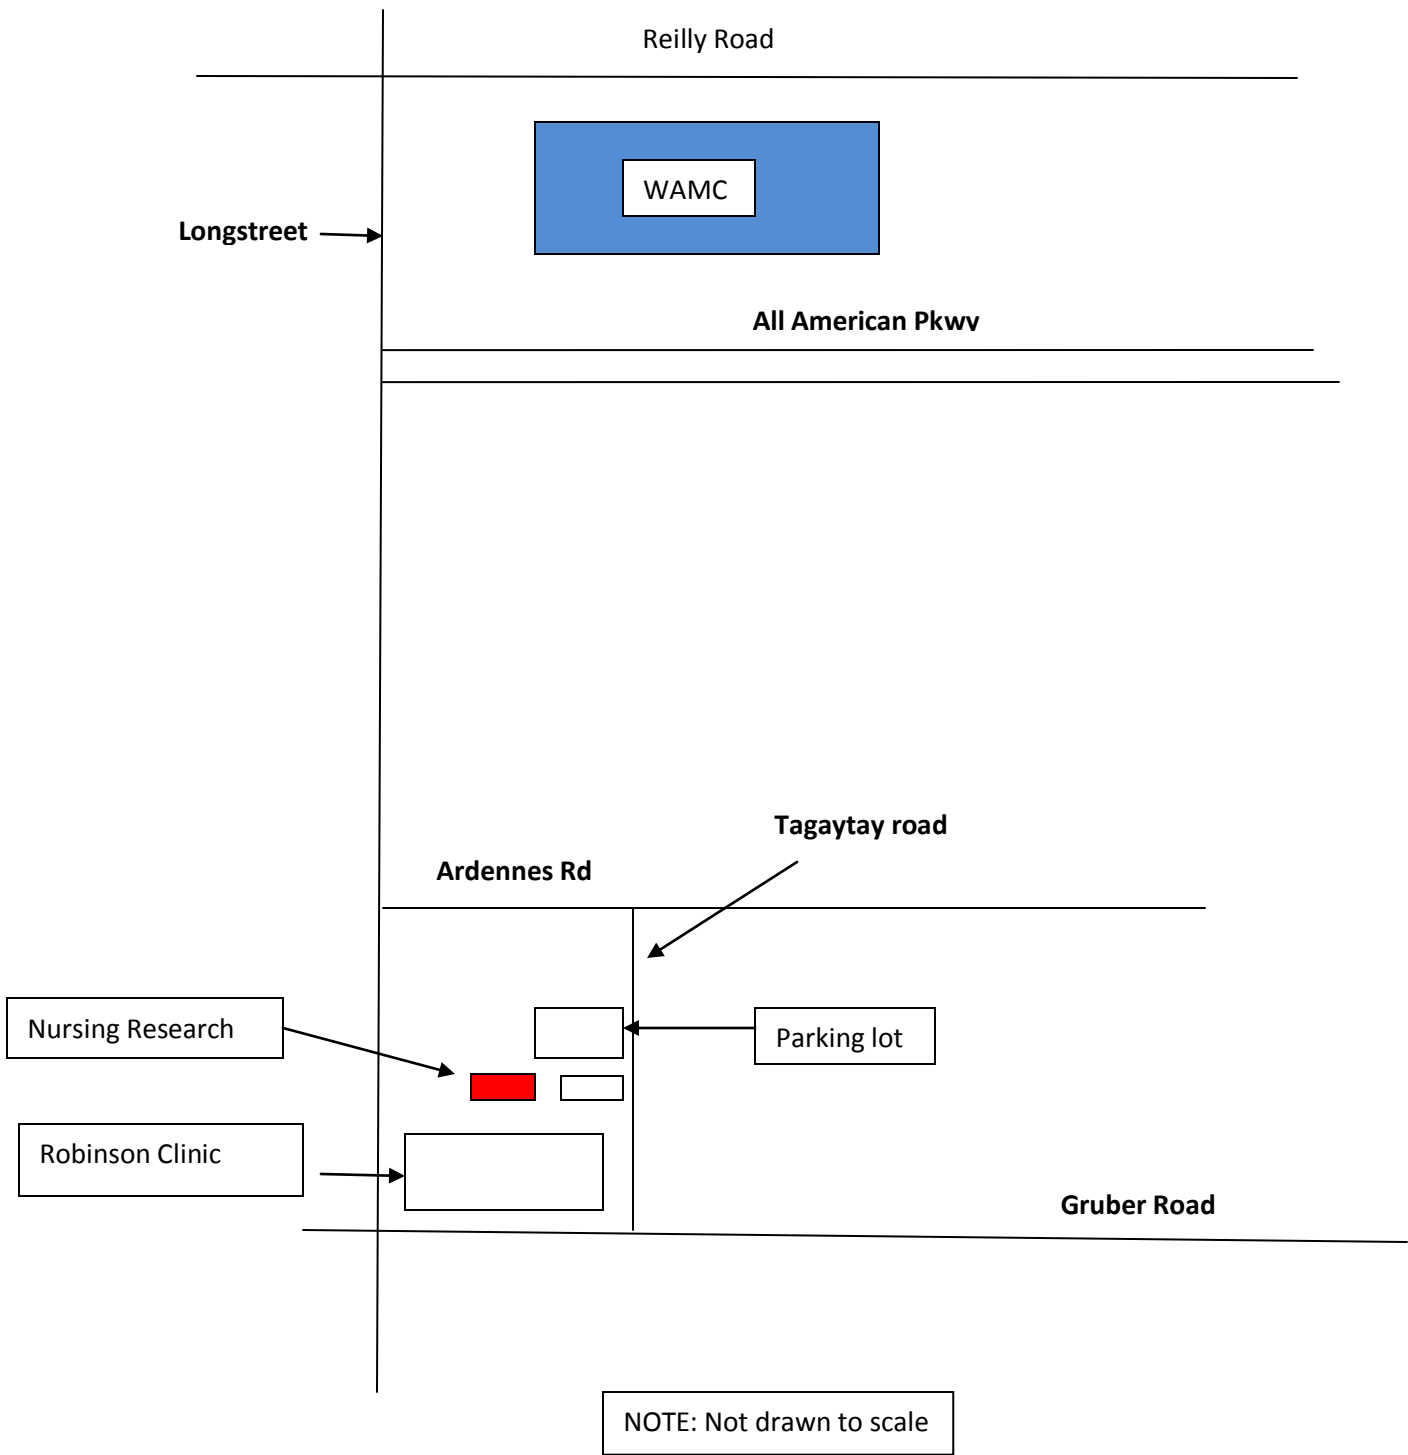 Reilly Road
WAMC
Longstreet
All American Pkwy
Tagaytay road
Ardennes Rd
Nursing Research
Parking lot
Robinson Clinic
Gruber Road
NOTE: Not drawn to scale